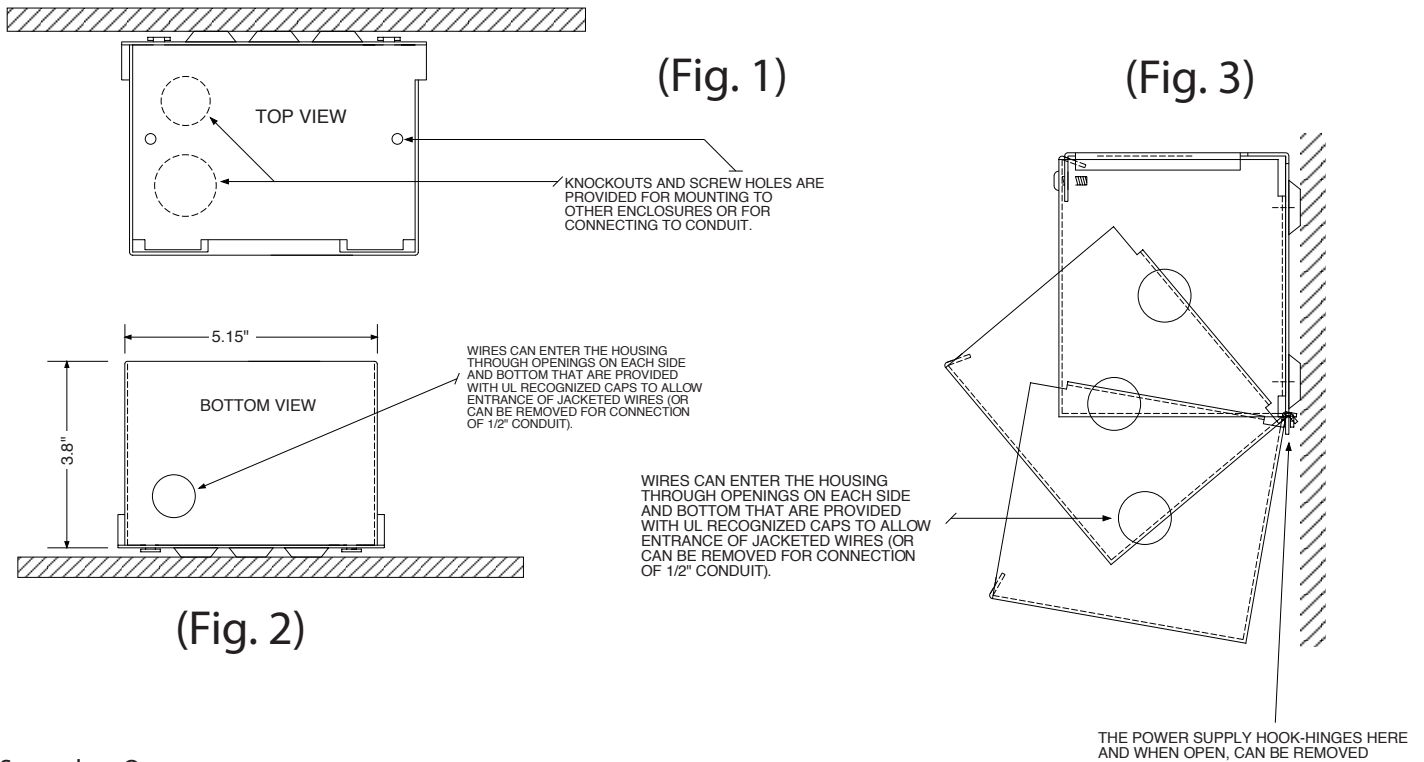 (Fig. 1)
TOP VIEW
KNOCKOUTS AND SCREW HOLES ARE
PROVIDED FOR MOUNTING TO
OTHER ENCLOSURES OR FOR
CONNECTING TO CONDUIT.
5.15"
3.8"
BOTTOM VIEW
WIRES CAN ENTER THE HOUSING
THROUGH OPENINGS ON EACH SIDE
AND BOTTOM THAT ARE PROVIDED
WITH UL RECOGNIZED CAPS TO ALLOW
ENTRANCE OF JACKETED WIRES (OR
CAN BE REMOVED FOR CONNECTION
OF 1/2" CONDUIT).
(Fig. 2)
(Fig. 3)
WIRES CAN ENTER THE HOUSING
THROUGH OPENINGS ON EACH SIDE
AND BOTTOM THAT ARE PROVIDED
WITH UL RECOGNIZED CAPS TO ALLOW
ENTRANCE OF JACKETED WIRES (OR
CAN BE REMOVED FOR CONNECTION
OF 1/2" CONDUIT).
THE POWER SUPPLY HOOK-HINGES HERE
AND WHEN OPEN, CAN BE REMOVED